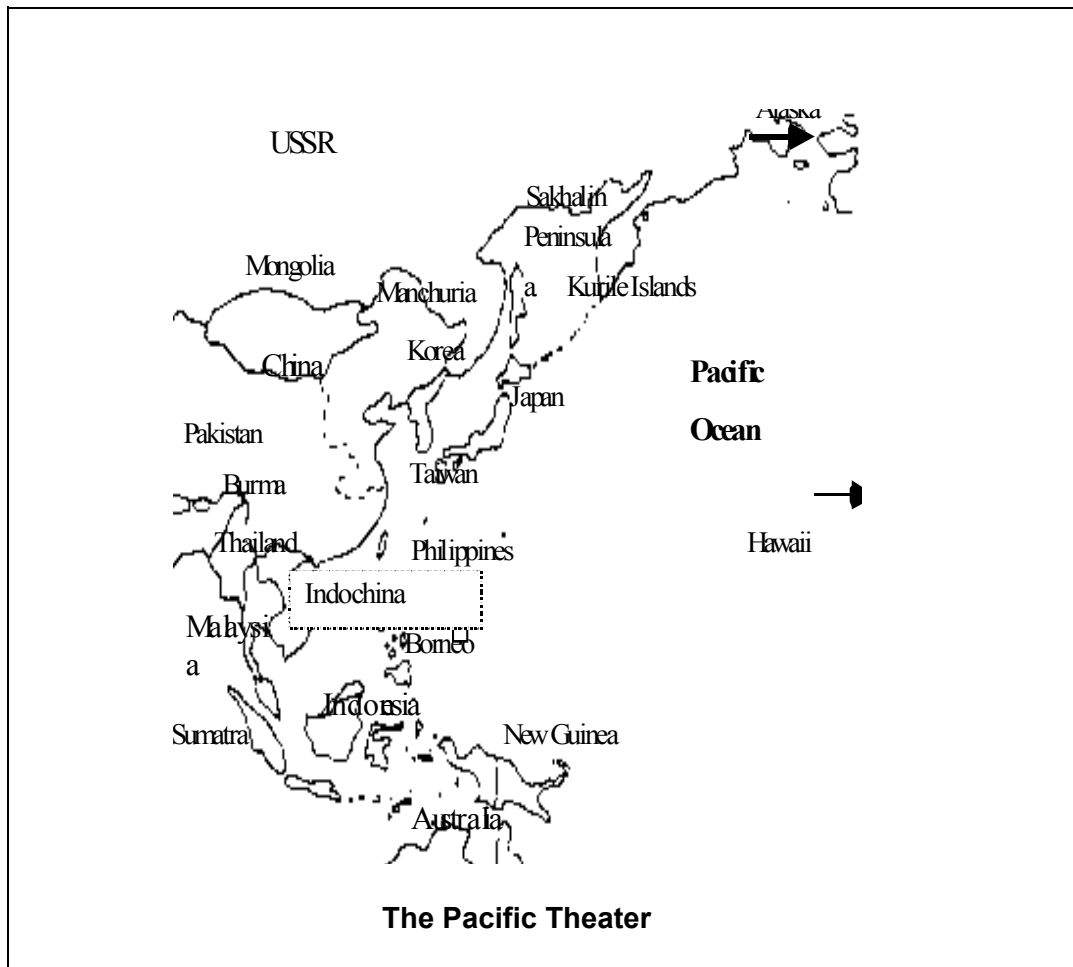 Alaska
USSR
Sakhalin
Peninsula
a
Mongolia
Manchuria
Kurile Islands
Korea
China
Pacific
Ocean
Japan
Pakistan
Taiwan
Burma
Thailand
Philippines
Hawaii
Indochina
Malaysi
a
Borneo
Indonesia
Sumatra
New Guinea
Australia
The Pacific Theater